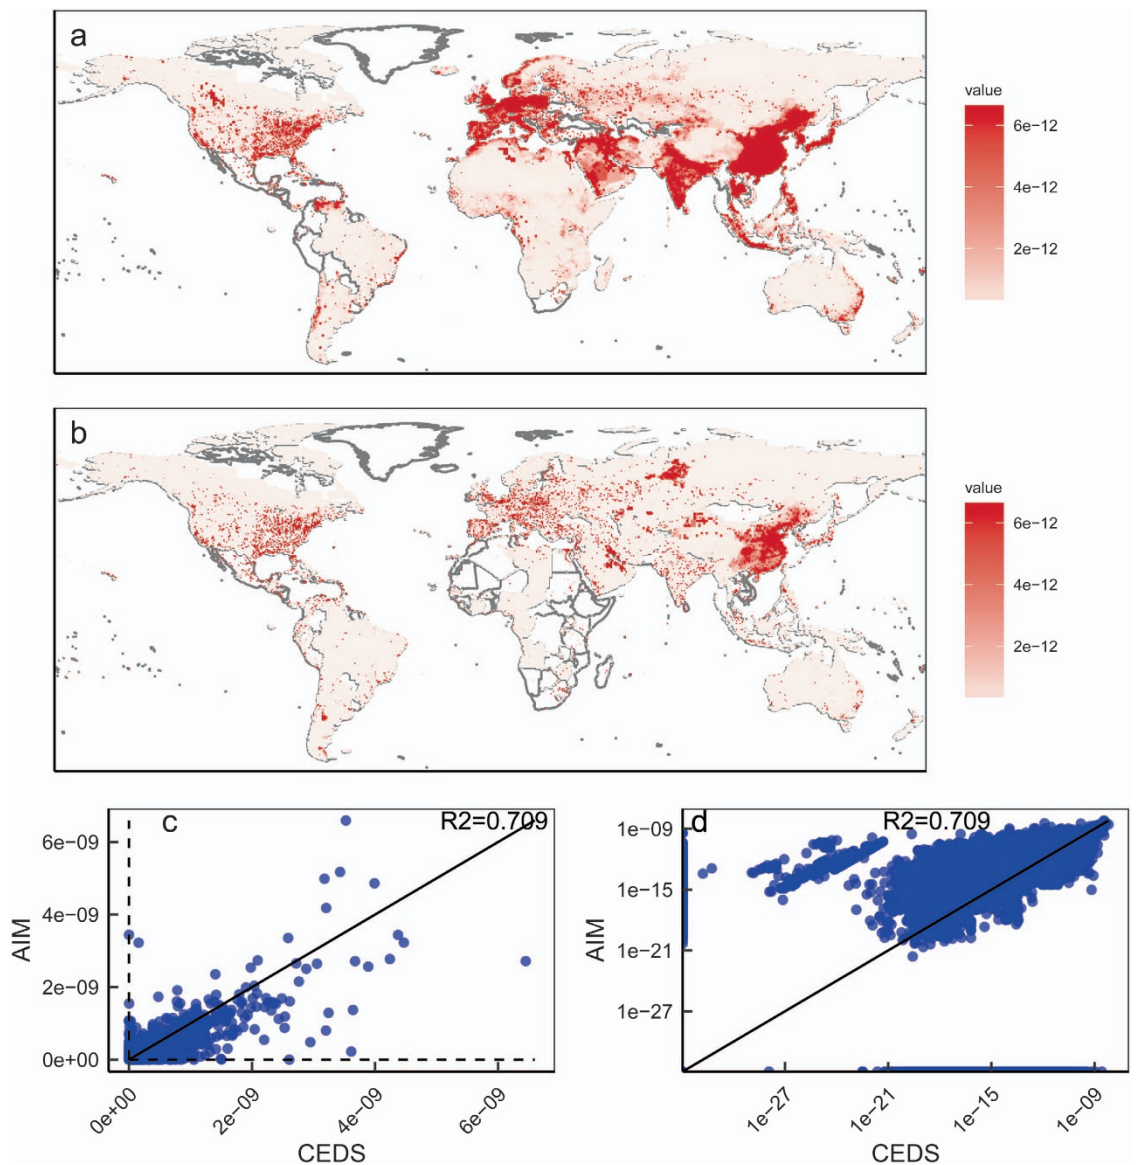 a
value
6e-12
4e-12
2e-12
b
value
6e-12
4e-12
2e-12
c
R2=0.709
6e-09
4e-09
2e-09
0e+00
AIM
0e+00
2e-09
4e-09
6e-09
CEDS
d
R2=0.709
1e-09
1e-15
1e-21
1e-27
AIM
1e-27
1e-21
1e-15
1e-09
CEDS